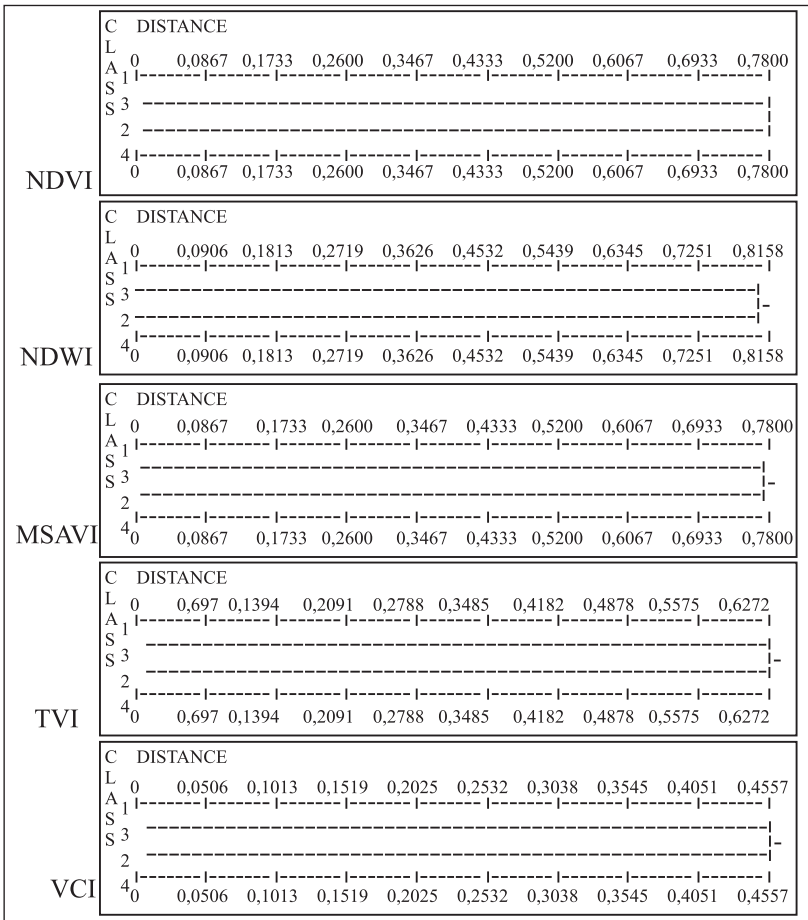 C DISTANCE
L
A
S
S
0 0,0867 0,1733 0,2600 0,3467 0,4333 0,5200 0,6067 0,6933 0,7800
1
3
2
4
0 0,0867 0,1733 0,2600 0,3467 0,4333 0,5200 0,6067 0,6933 0,7800
NDVI
C DISTANCE
L
A
S
S
0 0,0906 0,1813 0,2719 0,3626 0,4532 0,5439 0,6345 0,7251 0,8158
1
3
2
4
0 0,0906 0,1813 0,2719 0,3626 0,4532 0,5439 0,6345 0,7251 0,8158
NDWI
C DISTANCE
L
A
S
S
0 0,0867 0,1733 0,2600 0,3467 0,4333 0,5200 0,6067 0,6933 0,7800
1
3
2
4
0 0,0867 0,1733 0,2600 0,3467 0,4333 0,5200 0,6067 0,6933 0,7800
MSAVI
C DISTANCE
L
A
S
S
0 0,697 0,1394 0,2091 0,2788 0,3485 0,4182 0,4878 0,5575 0,6272
1
3
2
4
0 0,697 0,1394 0,2091 0,2788 0,3485 0,4182 0,4878 0,5575 0,6272
TVI
C DISTANCE
L
A
S
S
0 0,0506 0,1013 0,1519 0,2025 0,2532 0,3038 0,3545 0,4051 0,4557
1
3
2
4
0 0,0506 0,1013 0,1519 0,2025 0,2532 0,3038 0,3545 0,4051 0,4557
VCI